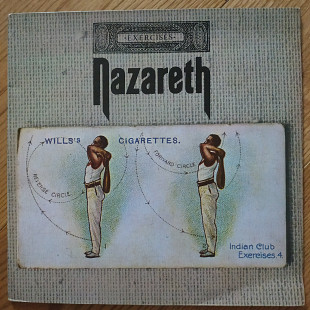 ·EXERCISES·
Nazareth
WILLS's CIGARETTES.
REVERSE CIRCLE
FORWARD CIRCLE
Indian Club
Exercises. 4.